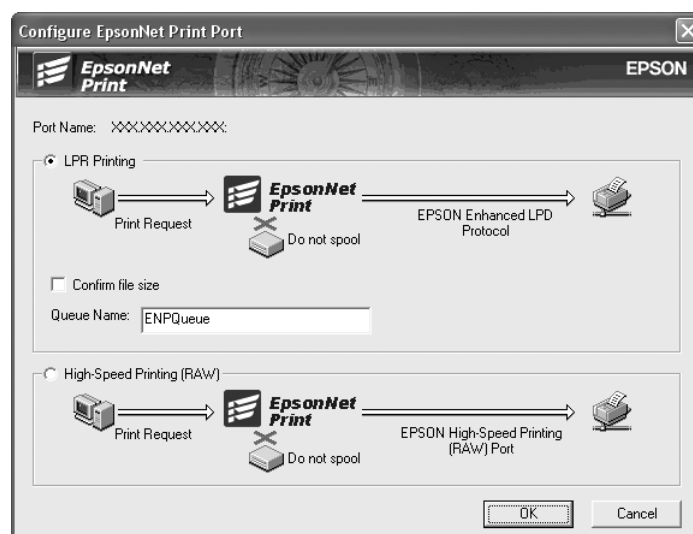 Configure EpsonNet Print Port
EpsonNet
Print
EPSON
Port Name: XXX.XXX.XXX.XXX:
LPR Printing
EpsonNet
Print
Print Request
Do not spool
EPSON Enhanced LPD
Protocol
Confirm file size
Queue Name: ENPQueue
High-Speed Printing (RAW)
EpsonNet
Print
Print Request
Do not spool
EPSON High-Speed Printing
(RAW) Port
OK
Cancel